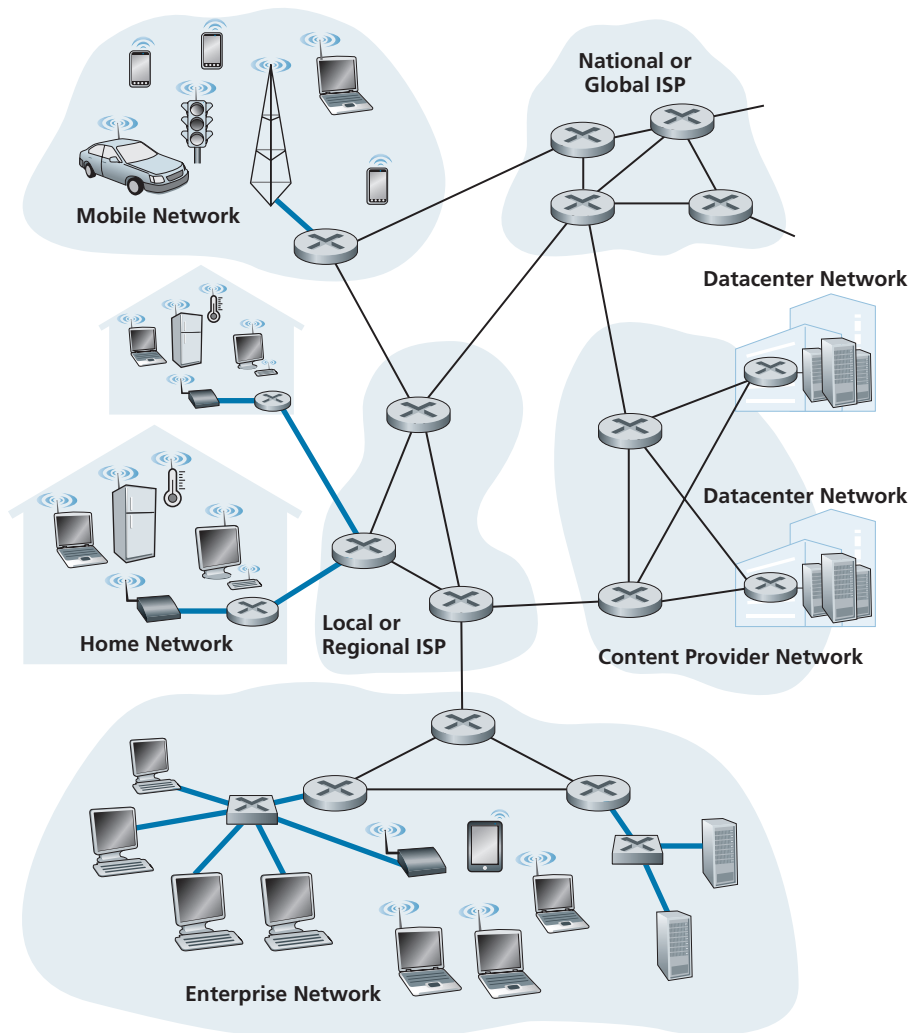 National or
Global ISP
Mobile Network
Datacenter Network
Datacenter Network
Home Network
Local or
Regional ISP
Content Provider Network
Enterprise Network